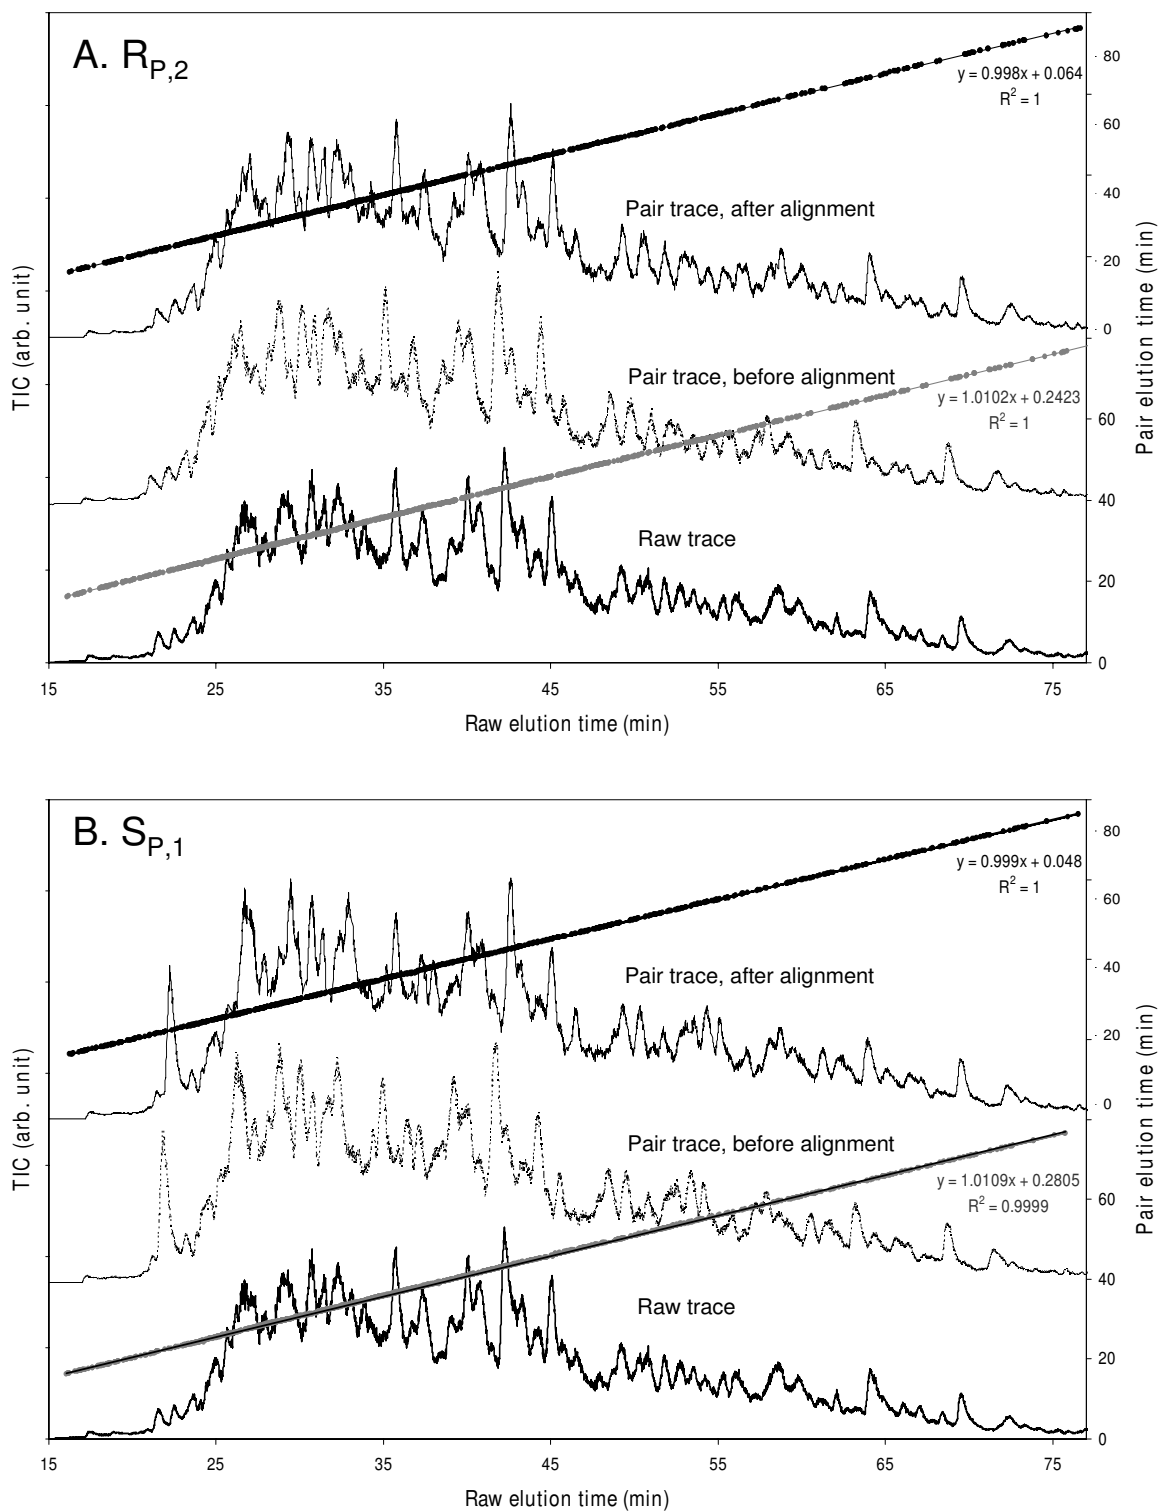 A. RP,2
TIC (arb. unit)
Pair elution time (min)
80
y = 0.998x + 0.064
R2 = 1
60
40
Pair trace, after alignment
20
0
Pair trace, before alignment
y = 1.0102x + 0.2423
R2 = 1
60
40
Raw trace
20
0
15 25 35 45 55 65 75
Raw elution time (min)
B. SP,1
TIC (arb. unit)
Pair elution time (min)
80
y = 0.999x + 0.048
R2 = 1
60
40
Pair trace, after alignment
20
0
Pair trace, before alignment
y = 1.0109x + 0.2805
R2 = 0.9999
60
40
Raw trace
20
0
15 25 35 45 55 65 75
Raw elution time (min)